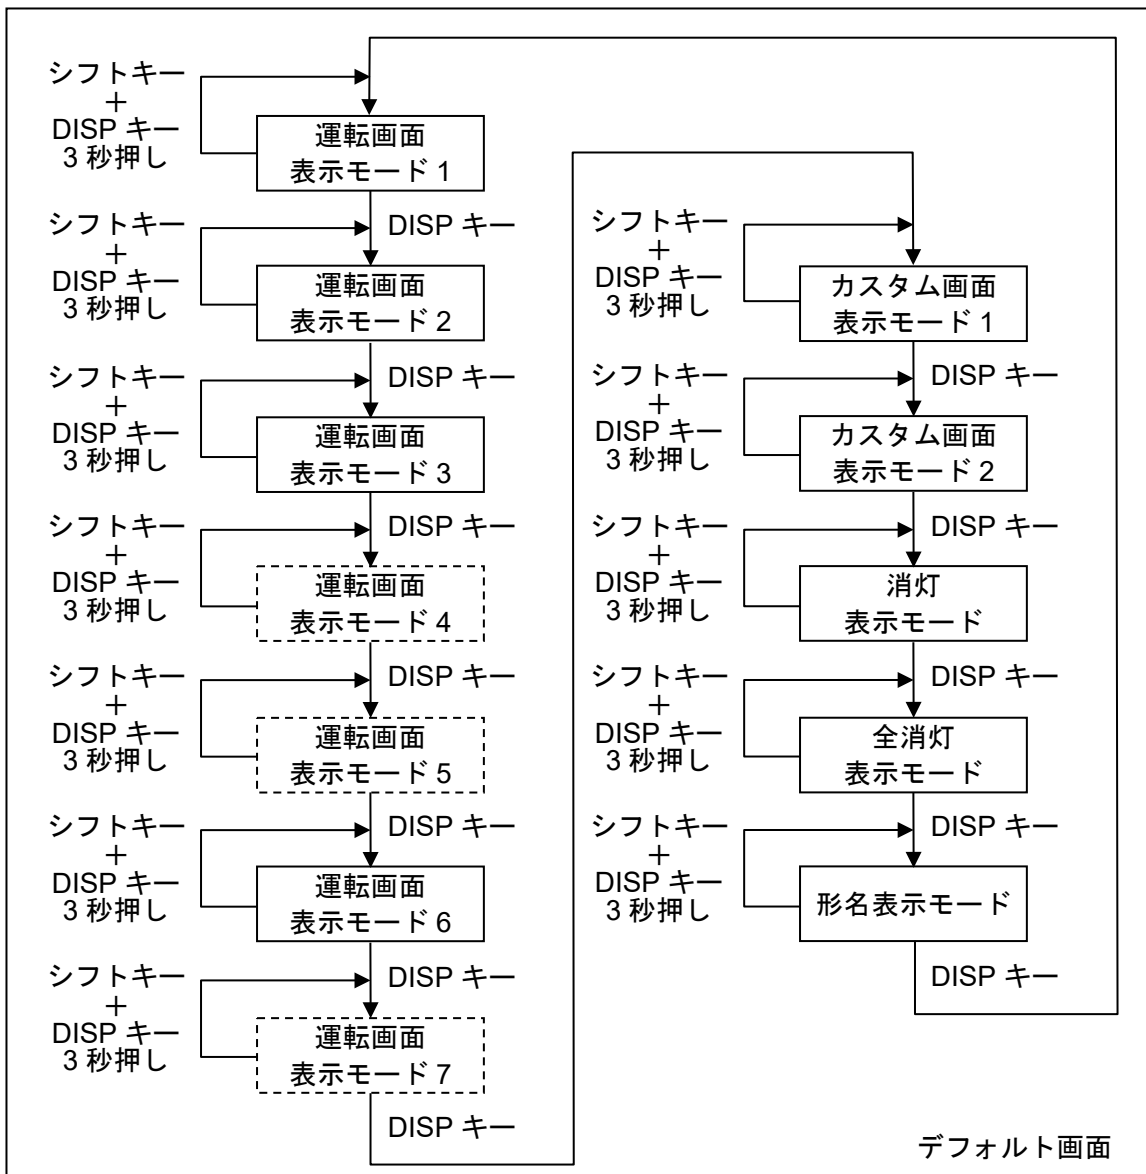 シフトキー
＋
DISP キー
3 秒押し
運転画面
表示モード 1
DISP キー
シフトキー
＋
DISP キー
3 秒押し
運転画面
表示モード 2
DISP キー
シフトキー
＋
DISP キー
3 秒押し
運転画面
表示モード 3
DISP キー
シフトキー
＋
DISP キー
3 秒押し
運転画面
表示モード 4
DISP キー
シフトキー
＋
DISP キー
3 秒押し
運転画面
表示モード 5
DISP キー
シフトキー
＋
DISP キー
3 秒押し
運転画面
表示モード 6
DISP キー
シフトキー
＋
DISP キー
3 秒押し
運転画面
表示モード 7
DISP キー
シフトキー
＋
DISP キー
3 秒押し
カスタム画面
表示モード 1
DISP キー
シフトキー
＋
DISP キー
3 秒押し
カスタム画面
表示モード 2
DISP キー
シフトキー
＋
DISP キー
3 秒押し
消灯
表示モード
DISP キー
シフトキー
＋
DISP キー
3 秒押し
全消灯
表示モード
DISP キー
シフトキー
＋
DISP キー
3 秒押し
形名表示モード
DISP キー
デフォルト画面